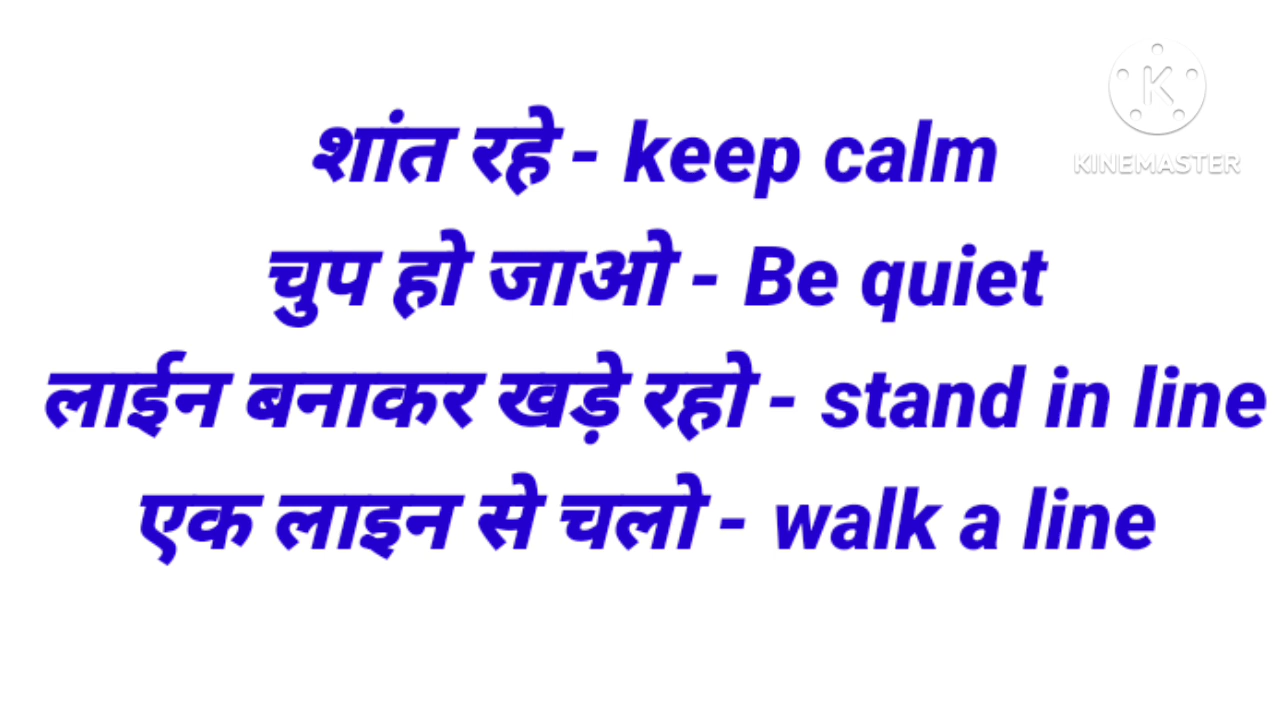 शांत रहे - keep calm
चुप हो जाओ - Be quiet
लाईन बनाकर खड़े रहो - stand in line
एक लाइन से चलो - walk a line
K
KINEMASTER